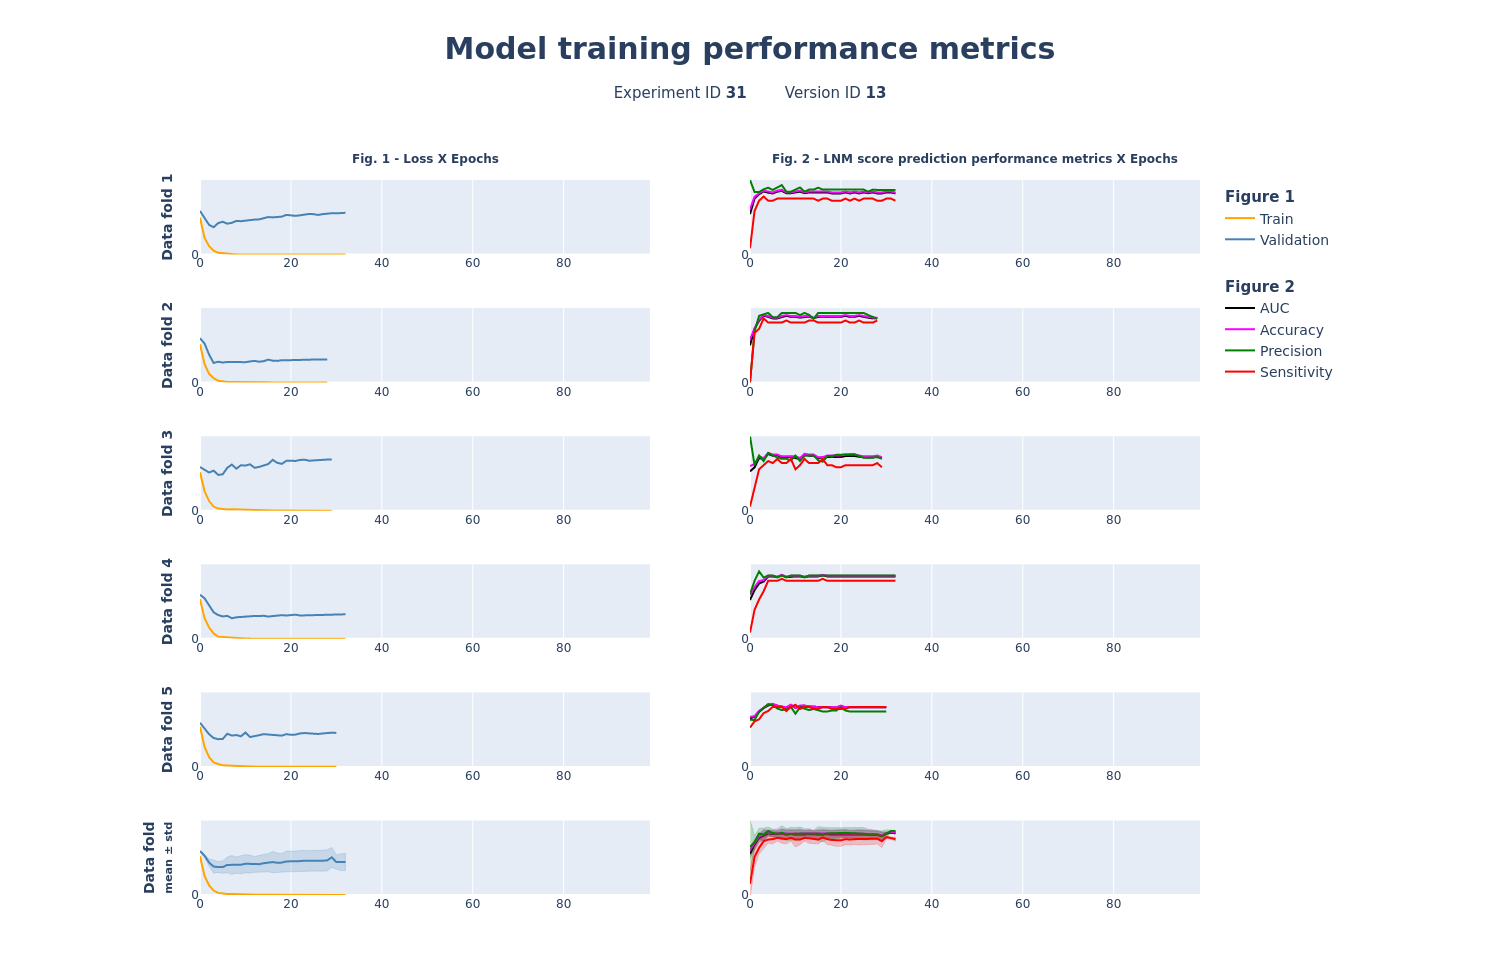 Model training performance metrics
Experiment ID 31 Version ID 13
Fig. 1 - Loss X Epochs
Fig. 2 - LNM score prediction performance metrics X Epochs
Data fold 1
0
0 20 40 60 80
0
0 20 40 60 80
Data fold 2
0
0 20 40 60 80
0
0 20 40 60 80
Data fold 3
0
0 20 40 60 80
0
0 20 40 60 80
Data fold 4
0
0 20 40 60 80
0
0 20 40 60 80
Data fold 5
0
0 20 40 60 80
0
0 20 40 60 80
Data fold
mean ± std
0
0 20 40 60 80
0
0 20 40 60 80
Figure 1
Train
Validation
Figure 2
AUC
Accuracy
Precision
Sensitivity